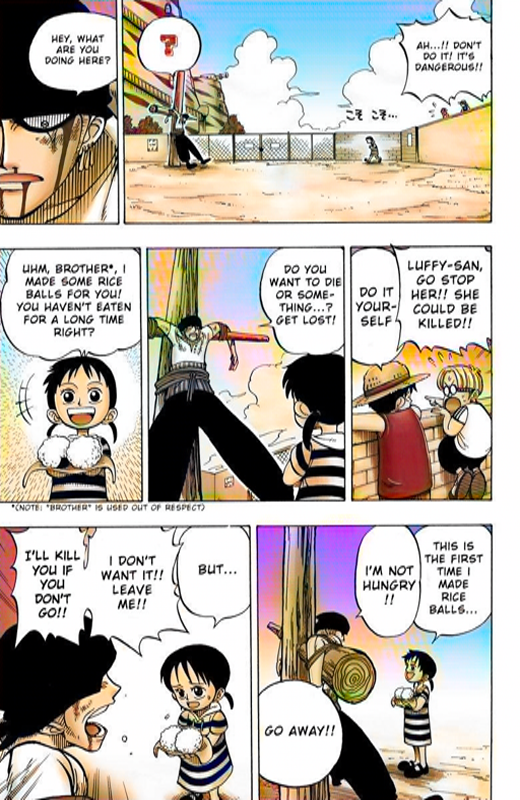 AH...!! DON'T
DO IT! IT'S
DANGEROUS!!
こそ こそ…
?
HEY, WHAT
ARE YOU
DOING HERE?
LUFFY-SAN,
GO STOP
HER!! SHE
COULD BE
KILLED!!
DO IT
YOUR-
SELF
DO YOU
WANT TO DIE
OR SOME-
THING...?
GET LOST!
UHM, BROTHER*, I
MADE SOME RICE
BALLS FOR YOU!
YOU HAVEN'T EATEN
FOR A LONG TIME
RIGHT?
*(NOTE: "BROTHER" IS USED OUT OF RESPECT)
THIS IS
THE FIRST
TIME I
MADE
RICE
BALLS...
I'M NOT
HUNGRY
!!
GO AWAY!!
BUT...
I DON'T
WANT IT!!
LEAVE
ME!!
I'LL KILL
YOU IF
YOU
DON'T
GO!!